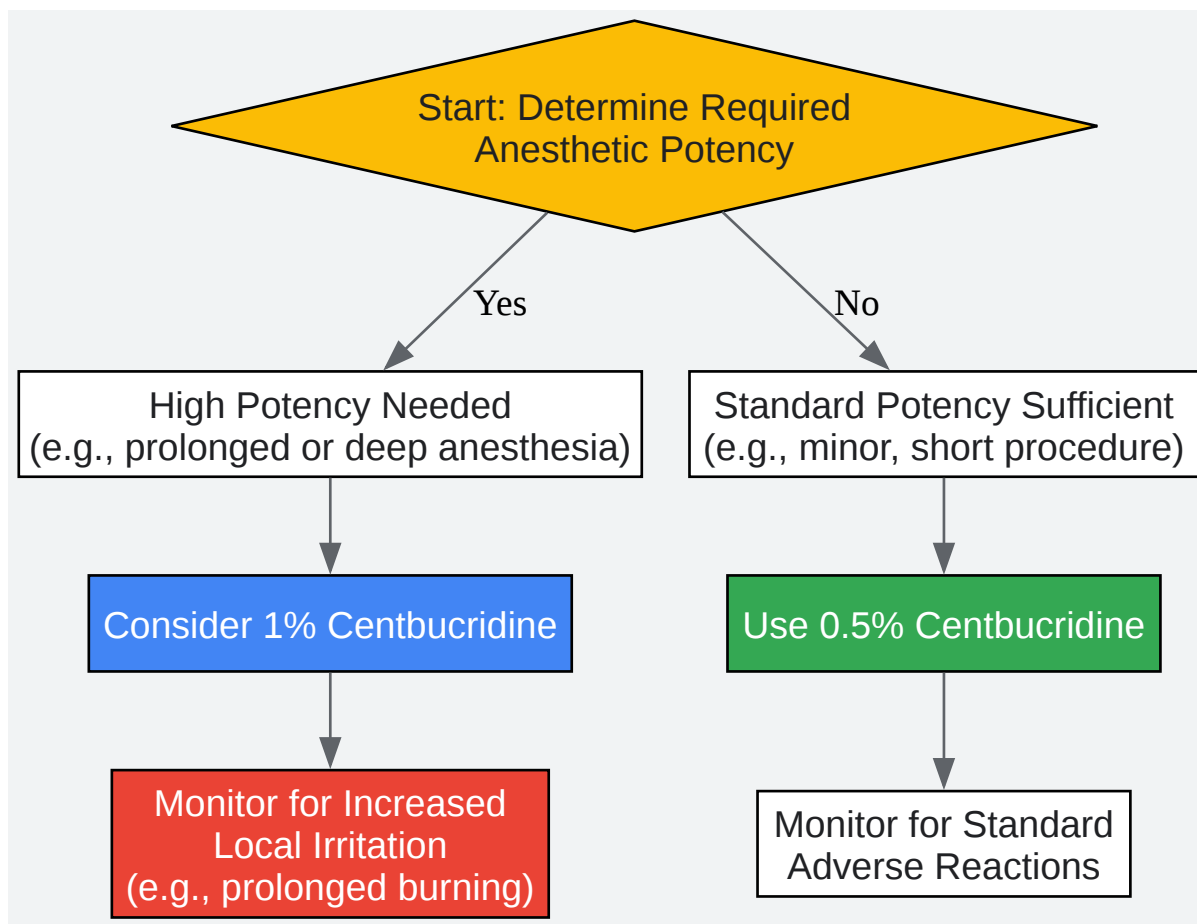 Start: Determine Required
Anesthetic Potency
Yes
No
High Potency Needed
(e.g., prolonged or deep anesthesia)
Standard Potency Sufficient
(e.g., minor, short procedure)
Consider 1% Centbucridine
Use 0.5% Centbucridine
Monitor for Increased
Local Irritation
(e.g., prolonged burning)
Monitor for Standard
Adverse Reactions